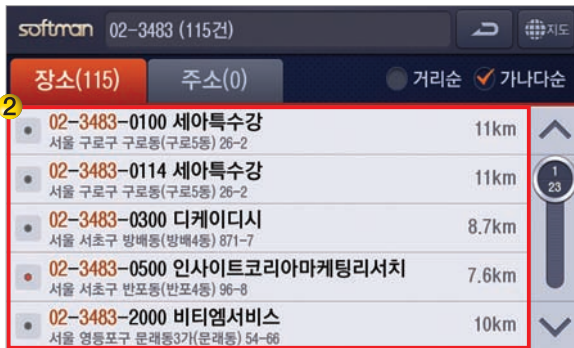 softman 02-3483 (115건) 지도
장소(115) 주소(0) 거리순 가나다순
2
02-3483-0100 세아특수강 11km
서울 구로구 구로동(구로5동) 26-2
02-3483-0114 세아특수강 11km
서울 구로구 구로동(구로5동) 26-2
1
23
02-3483-0300 디케이디시 8.7km
서울 서초구 방배동(방배4동) 871-7
02-3483-0500 인사이트코리아마케팅리서치 7.6km
서울 서초구 반포동(반포4동) 96-8
02-3483-2000 비티엠서비스 10km
서울 영등포구 문래동3가(문래동) 54-66